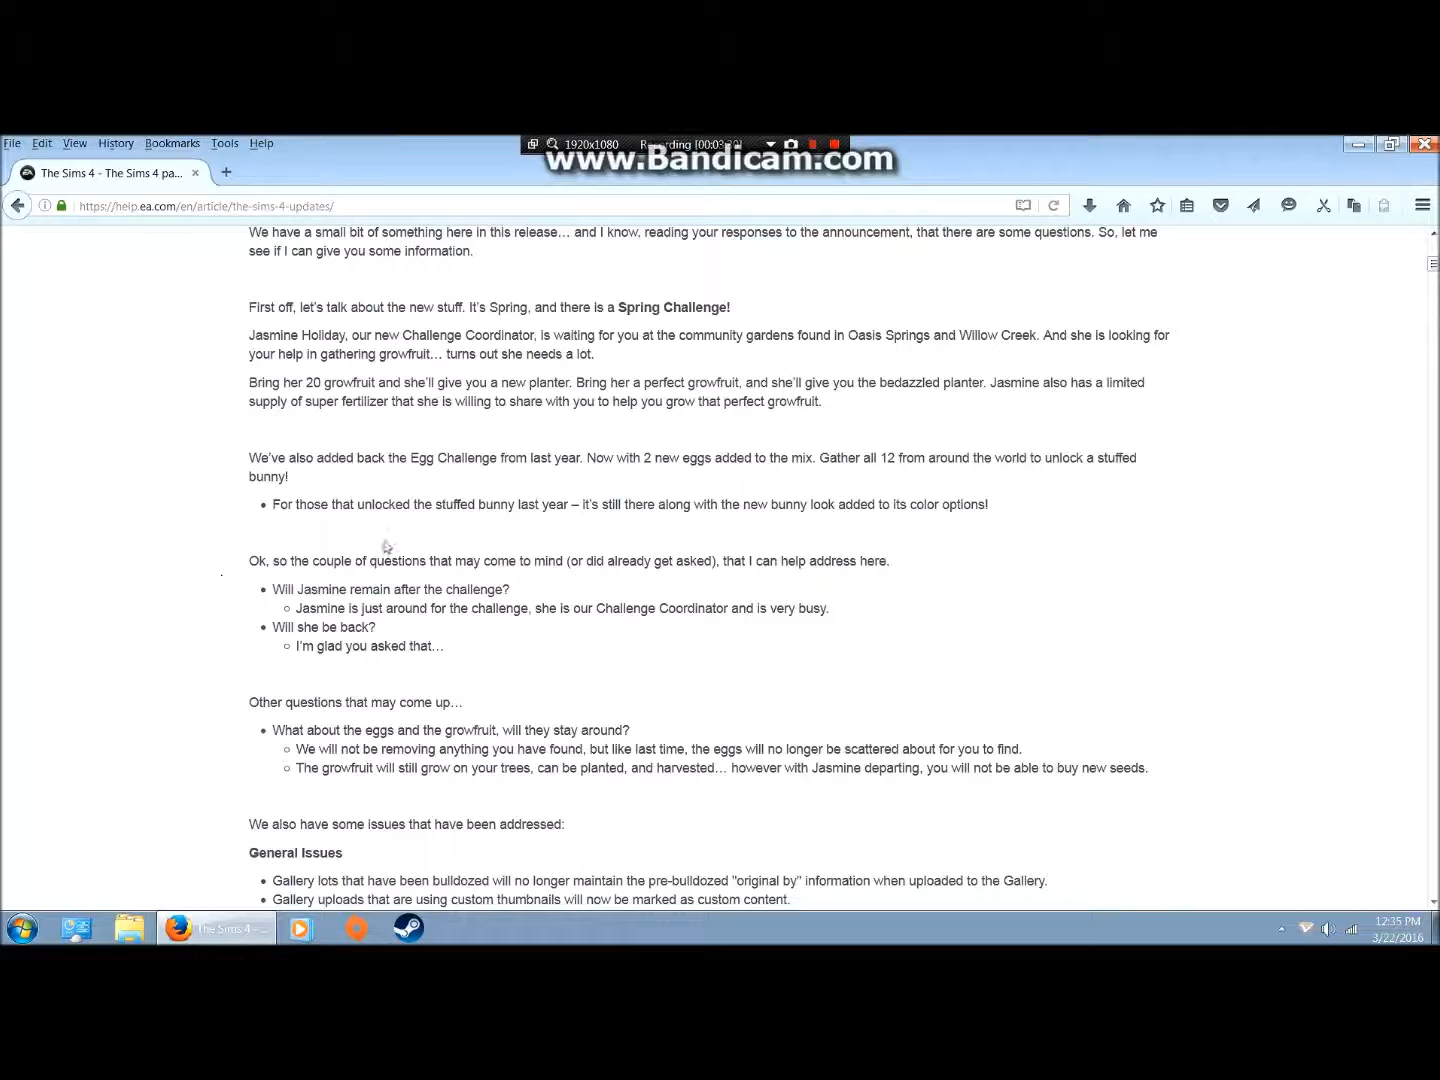 1920x1080 Recording [00:03:20]
www.Bandicam.com
File Edit View History Bookmarks Tools Help
The Sims 4 - The Sims 4 pa...
https://help.ea.com/en/article/the-sims-4-updates/
We have a small bit of something here in this release… and I know, reading your responses to the announcement, that there are some questions. So, let me
see if I can give you some information.
First off, let's talk about the new stuff. It's Spring, and there is a Spring Challenge!
Jasmine Holiday, our new Challenge Coordinator, is waiting for you at the community gardens found in Oasis Springs and Willow Creek. And she is looking for
your help in gathering growfruit… turns out she needs a lot.
Bring her 20 growfruit and she'll give you a new planter. Bring her a perfect growfruit, and she'll give you the bedazzled planter. Jasmine also has a limited
supply of super fertilizer that she is willing to share with you to help you grow that perfect growfruit.
We've also added back the Egg Challenge from last year. Now with 2 new eggs added to the mix. Gather all 12 from around the world to unlock a stuffed
bunny!
• For those that unlocked the stuffed bunny last year – it's still there along with the new bunny look added to its color options!
Ok, so the couple of questions that may come to mind (or did already get asked), that I can help address here.
• Will Jasmine remain after the challenge?
○ Jasmine is just around for the challenge, she is our Challenge Coordinator and is very busy.
• Will she be back?
○ I'm glad you asked that…
Other questions that may come up…
• What about the eggs and the growfruit, will they stay around?
○ We will not be removing anything you have found, but like last time, the eggs will no longer be scattered about for you to find.
○ The growfruit will still grow on your trees, can be planted, and harvested… however with Jasmine departing, you will not be able to buy new seeds.
We also have some issues that have been addressed:
General Issues
• Gallery lots that have been bulldozed will no longer maintain the pre-bulldozed "original by" information when uploaded to the Gallery.
• Gallery uploads that are using custom thumbnails will now be marked as custom content.
The Sims 4 - ...
12:35 PM
3/22/2016